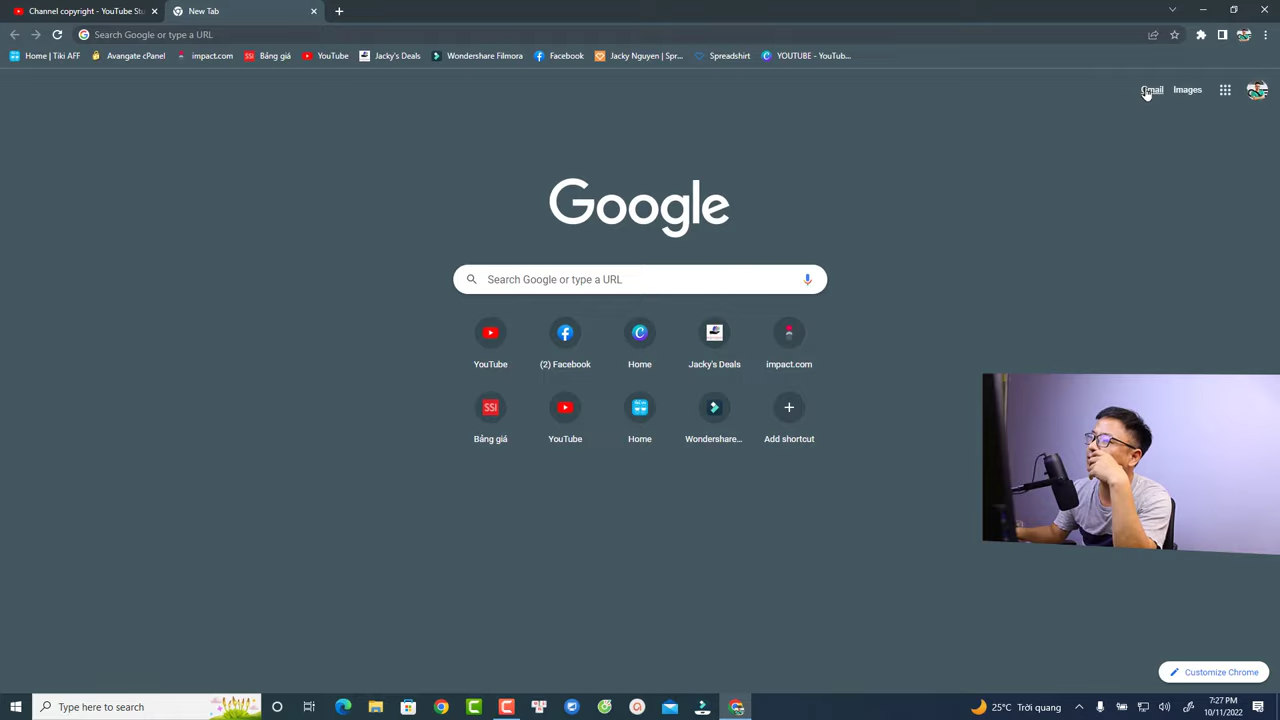 Channel copyright - YouTube Stu
New Tab
Search Google or type a URL
Home | Tiki AFF
Avangate cPanel
impact.com
SSI
Bảng giá
YouTube
Jacky's Deals
Wondershare Filmora
Facebook
Jacky Nguyen | Spr...
Spreadshirt
YOUTUBE - YouTub...
Gmail
Images
Google
Search Google or type a URL
YouTube
(2) Facebook
Home
Jacky's Deals
impact.com
SSI
Bảng giá
YouTube
Home
Wondershare...
Add shortcut
Customize Chrome
Type here to search
25°C Trời quang
7:27 PM
10/11/2022